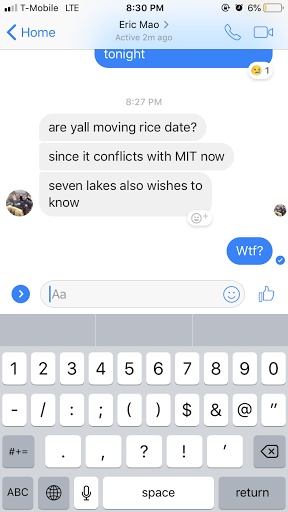 T-Mobile LTE 8:30 PM 6%
Home
Eric Mao
Active 2m ago
tonight
1
8:27 PM
are yall moving rice date?
since it conflicts with MIT now
seven lakes also wishes to
know
Wtf?
Aa
1 2 3 4 5 6 7 8 9 0
- / : ; ( ) $ & @ "
#+= . , ? ! '
ABC space return